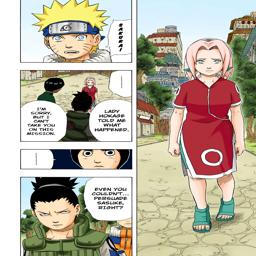 SAKURA!
LADY
HOKAGE
TOLD ME
WHAT
HAPPENED.
I'M
SORRY,
BUT I
CAN'T
TAKE YOU
ON THIS
MISSION.
EVEN YOU
COULDN'T...
PERSUADE
SASUKE,
RIGHT?